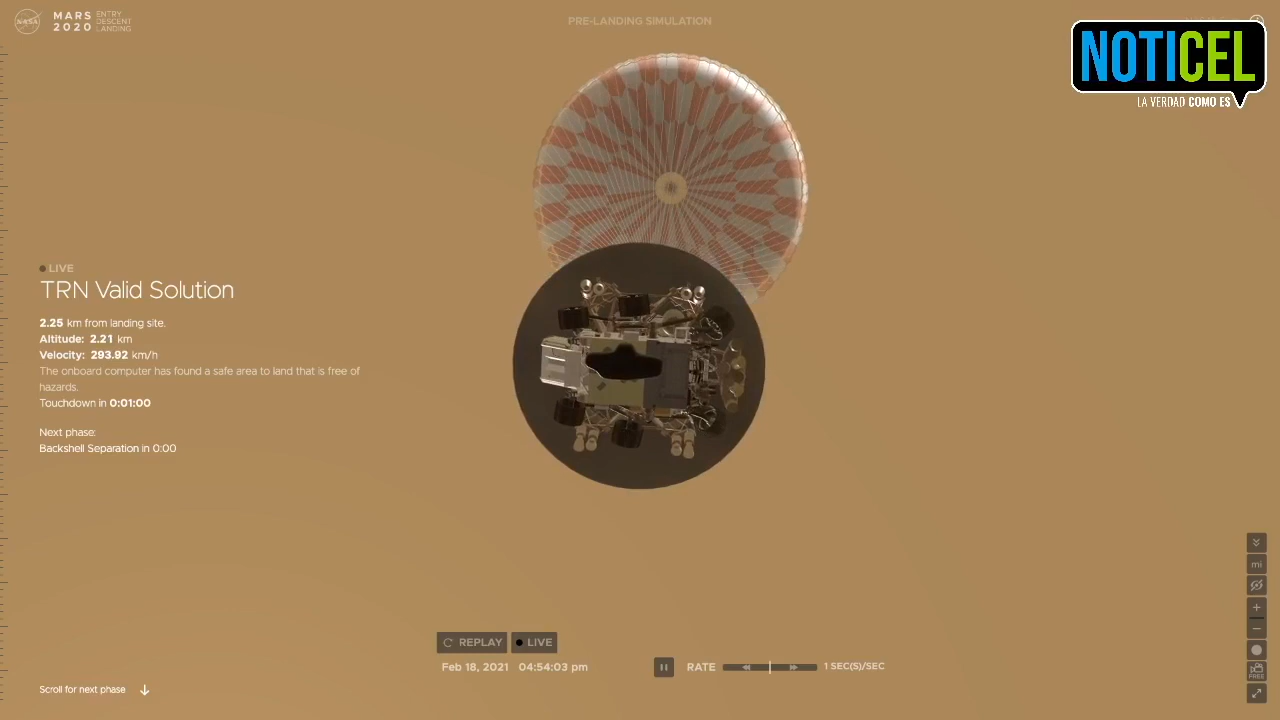 NASA
MARS
2020
ENTRY
DESCENT
LANDING
PRE-LANDING SIMULATION
NOTICEL
LA VERDAD COMO ES
LIVE
TRN Valid Solution
2.25 km from landing site.
Altitude: 2.21 km
Velocity: 293.92 km/h
The onboard computer has found a safe area to land that is free of
hazards.
Touchdown in 0:01:00
Next phase:
Backshell Separation in 0:00
mi
+
−
FREE
REPLAY
LIVE
Feb 18, 2021 04:54:03 pm
RATE
1 SEC(S)/SEC
Scroll for next phase